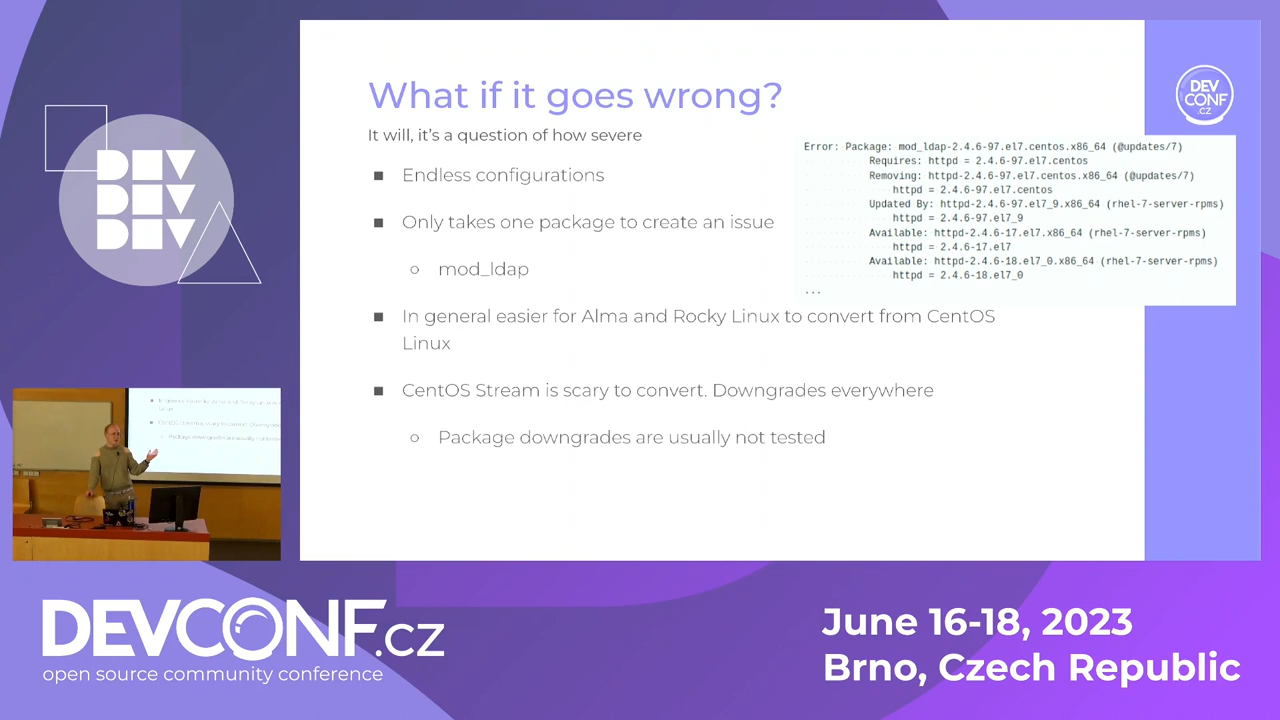 What if it goes wrong?
It will, it's a question of how severe
■ Endless configurations
■ Only takes one package to create an issue
○ mod_ldap
■ In general easier for Alma and Rocky Linux to convert from CentOS
Linux
■ CentOS Stream is scary to convert. Downgrades everywhere
○ Package downgrades are usually not tested
Error: Package: mod_ldap-2.4.6-97.el7.centos.x86_64 (@updates/7)
Requires: httpd = 2.4.6-97.el7.centos
Removing: httpd-2.4.6-97.el7.centos.x86_64 (@updates/7)
httpd = 2.4.6-97.el7.centos
Updated By: httpd-2.4.6-97.el7_9.x86_64 (rhel-7-server-rpms)
httpd = 2.4.6-97.el7_9
Available: httpd-2.4.6-17.el7.x86_64 (rhel-7-server-rpms)
httpd = 2.4.6-17.el7
Available: httpd-2.4.6-18.el7_0.x86_64 (rhel-7-server-rpms)
httpd = 2.4.6-18.el7_0
...
DEV
CONF
.CZ
DEV
DEV
DEV
Package downgrades are usually not tested
DEVCONF.cz
open source community conference
June 16-18, 2023
Brno, Czech Republic